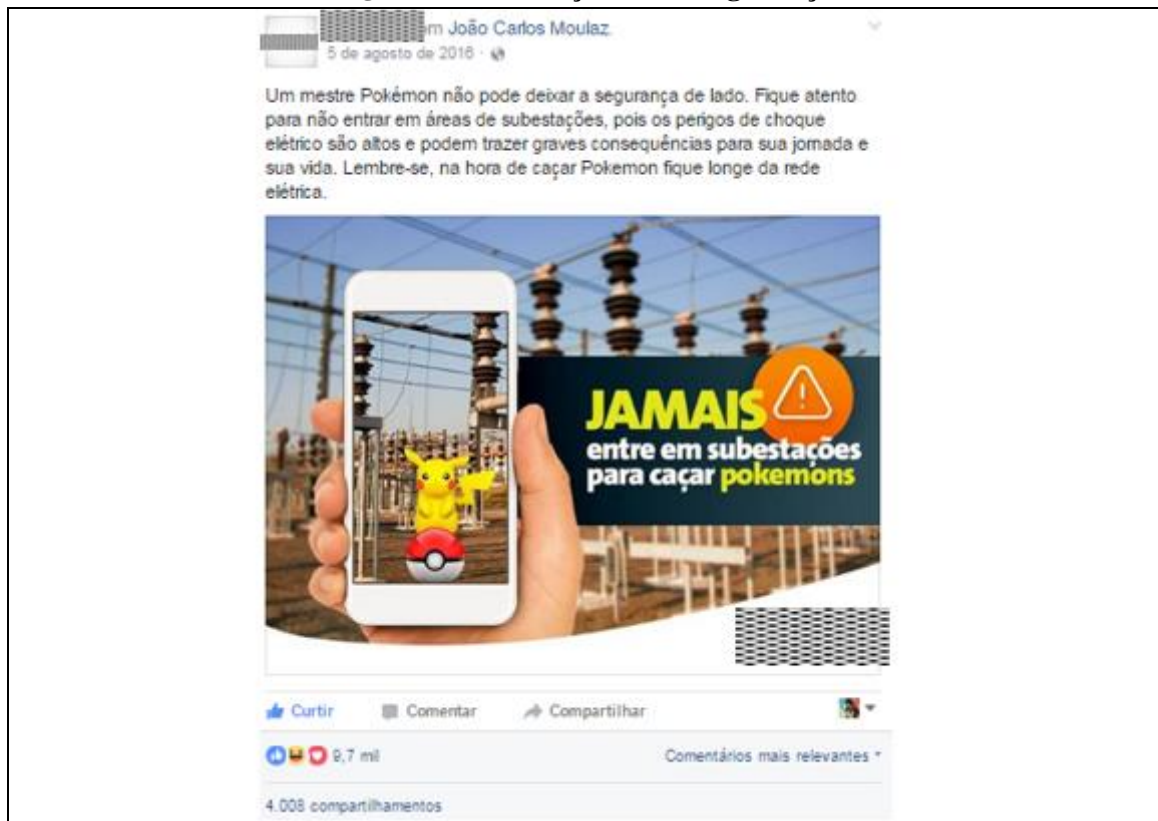 m João Carlos Moulaz.
5 de agosto de 2016
Um mestre Pokémon não pode deixar a segurança de lado. Fique atento
para não entrar em áreas de subestações, pois os perigos de choque
elétrico são altos e podem trazer graves consequências para sua jornada e
sua vida. Lembre-se, na hora de caçar Pokemon fique longe da rede
elétrica.
JAMAIS
entre em subestações
para caçar pokemons
Curtir Comentar Compartilhar
9,7 mil Comentários mais relevantes
4.008 compartilhamentos